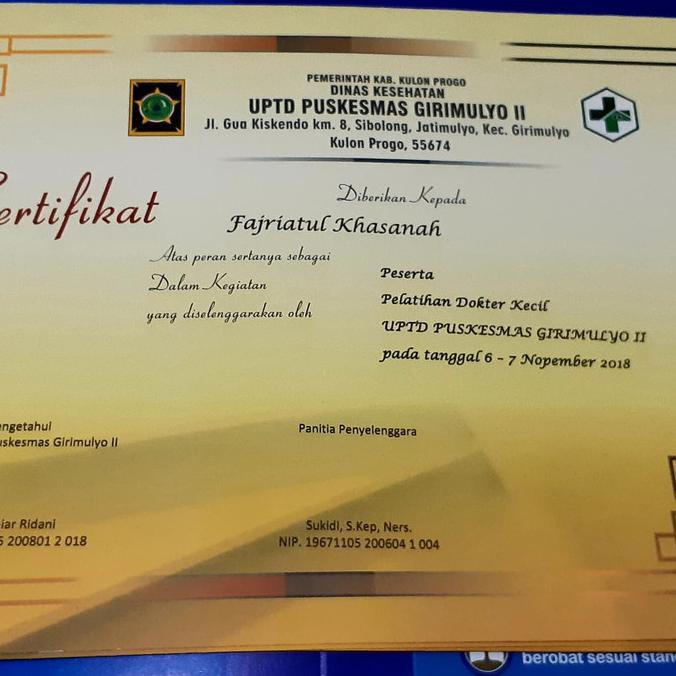 PEMERINTAH KAB. KULON PROGO
DINAS KESEHATAN
UPTD PUSKESMAS GIRIMULYO II
Jl. Gua Kiskendo km. 8, Sibolong, Jatimulyo, Kec. Girimulyo
Kulon Progo, 55674
ertifikat
Diberikan Kepada
Fajriatul Khasanah
Atas peran sertanya sebagai
Peserta
Dalam Kegiatan
Pelatihan Dokter Kecil
yang diselenggarakan oleh
UPTD PUSKESMAS GIRIMULYO II
pada tanggal 6 - 7 Nopember 2018
ngetahui
uskesmas Girimulyo II
Panitia Penyelenggara
iar Ridani
6 200801 2 018
Sukidi, S.Kep, Ners.
NIP. 19671105 200604 1 004
berobat sesuai stan